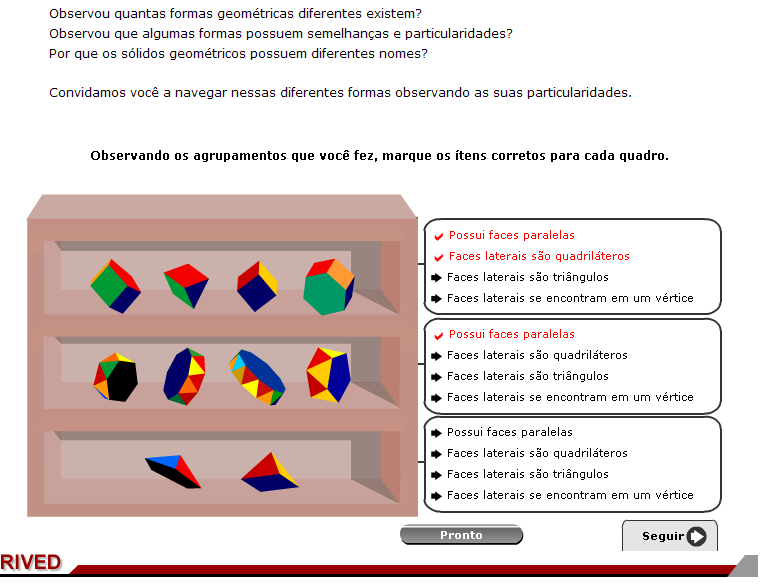 Observou quantas formas geométricas diferentes existem?
Observou que algumas formas possuem semelhanças e particularidades?
Por que os sólidos geométricos possuem diferentes nomes?
Convidamos você a navegar nessas diferentes formas observando as suas particularidades.
Observando os agrupamentos que você fez, marque os ítens corretos para cada quadro.
Possui faces paralelas
Faces laterais são quadriláteros
Faces laterais são triângulos
Faces laterais se encontram em um vértice
Possui faces paralelas
Faces laterais são quadriláteros
Faces laterais são triângulos
Faces laterais se encontram em um vértice
Possui faces paralelas
Faces laterais são quadriláteros
Faces laterais são triângulos
Faces laterais se encontram em um vértice
Pronto
Seguir
RIVED